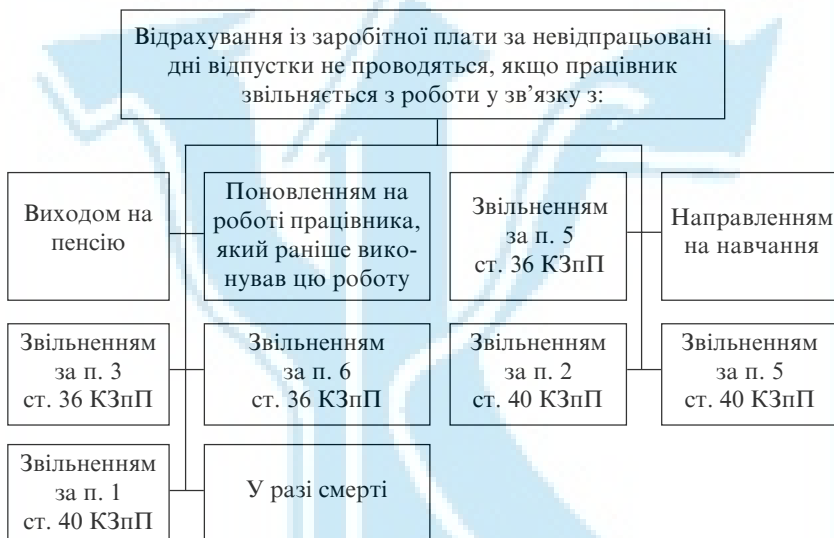 Відрахування із заробітної плати за невідпрацьовані
дні відпустки не проводяться, якщо працівник
звільняється з роботи у зв’язку з:
Виходом на
пенсію
Поновленням на
роботі працівника,
який раніше вико-
нував цю роботу
Звільненням
за п. 5
ст. 36 КЗпП
Направленням
на навчання
Звільненням
за п. 3
ст. 36 КЗпП
Звільненням
за п. 6
ст. 36 КЗпП
Звільненням
за п. 2
ст. 40 КЗпП
Звільненням
за п. 5
ст. 40 КЗпП
Звільненням
за п. 1
ст. 40 КЗпП
У разі смерті